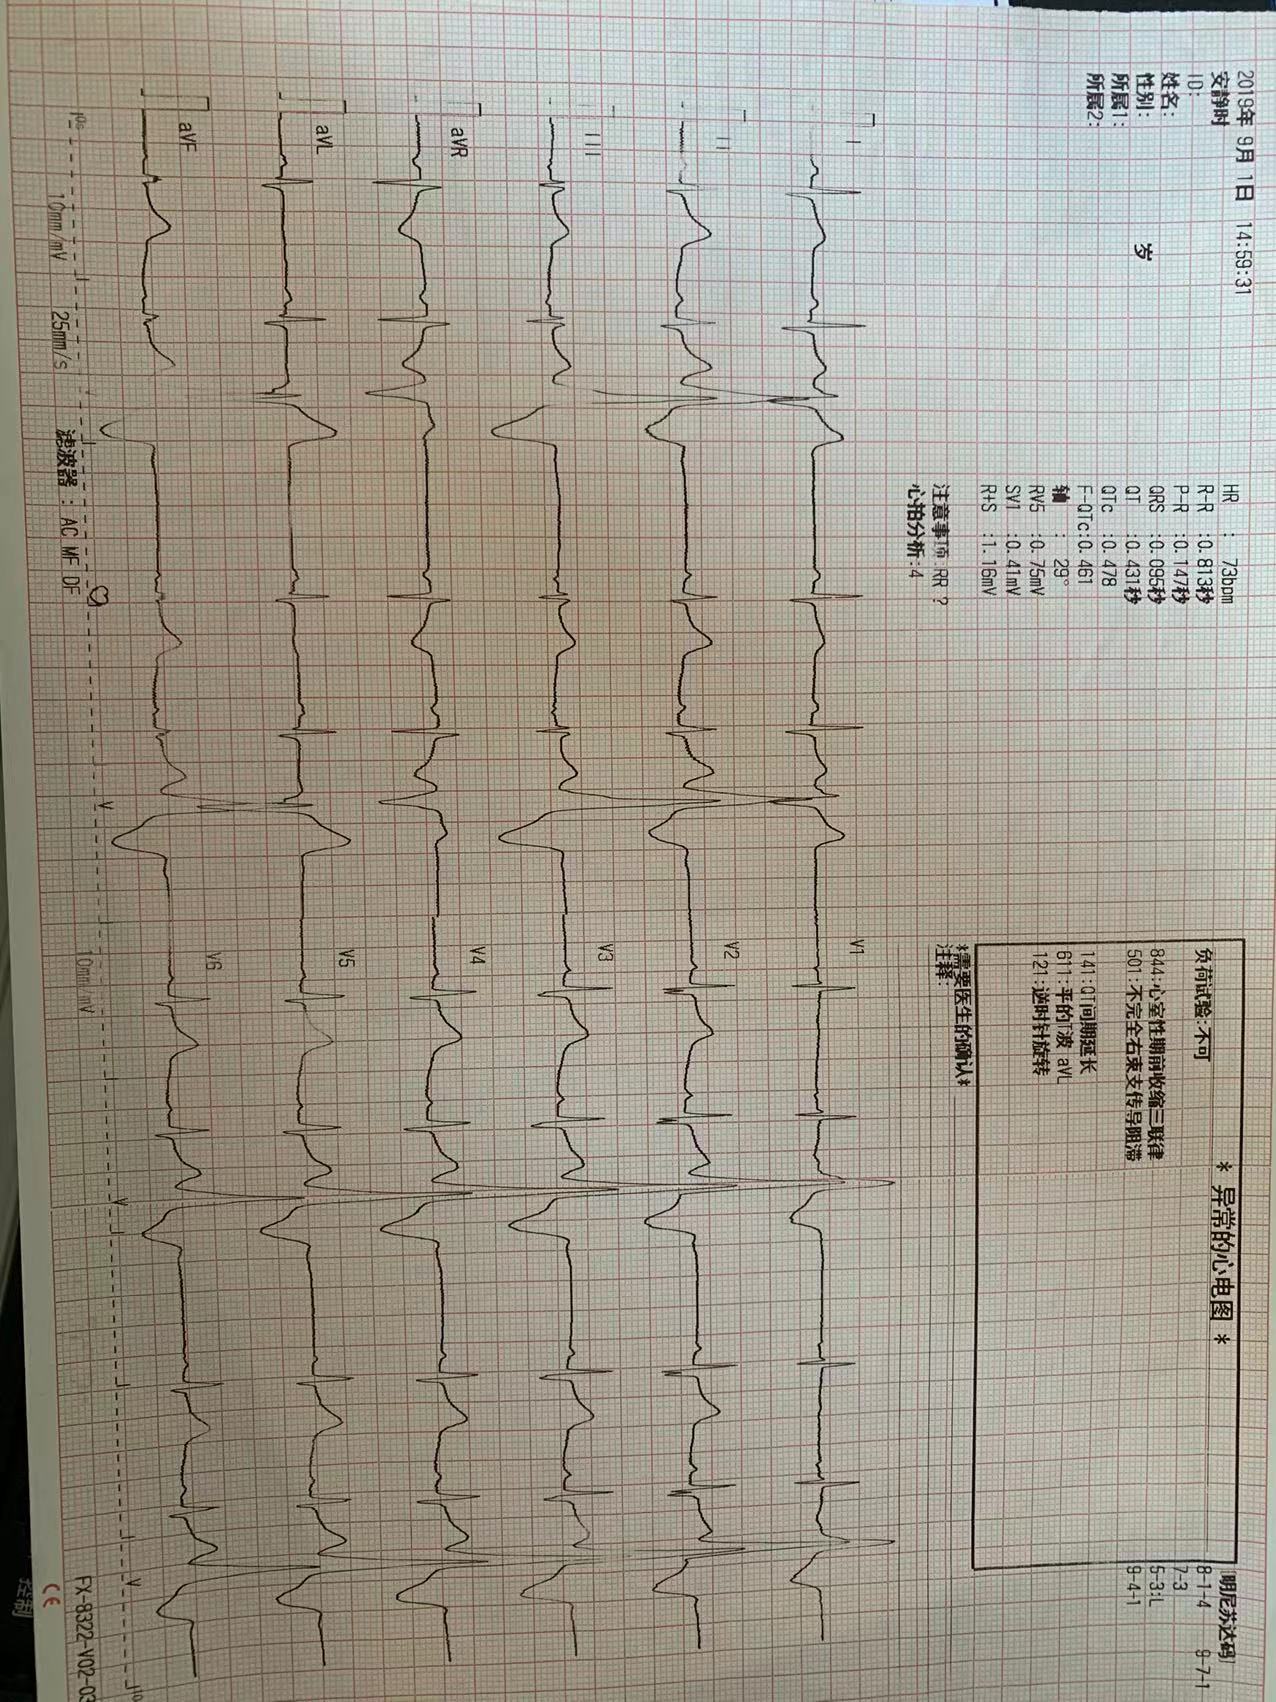 2019年 9月 1日 14:59:31
安静时
ID:
姓名:
性别: 岁
所属1:
所属2:
HR : 73bpm
R-R :0.813秒
P-R :0.147秒
QRS :0.095秒
QT :0.431秒
QTc :0.478
F-QTc:0.461
轴 : 29°
RV5 :0.75mV
SV1 :0.41mV
R+S :1.16mV
注意事项:RR ?
心拍分析:4
* 异常的心电图 *
负荷试验:不可
844:心室性期前收缩三联律
501:不完全右束支传导阻滞
141:QT间期延长
611:平的T波 aVL
121:逆时针旋转
*需要医生的确认*
注释:
明尼苏达码
8-1-4 9-7-1
7-3
5-3:L
9-4-1
I
II
III
aVR
aVL
aVF
V1
V2
V3
V4
V5
V6
V
V
V
10mm/mV 25mm/s 滤波器 : AC MF DF
10mm/mV
FX-8322-V02-03
CE
控制